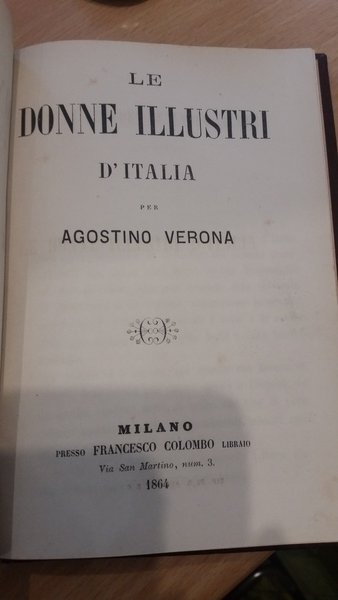 LE
DONNE ILLUSTRI
D'ITALIA
PER
AGOSTINO VERONA
MILANO
PRESSO FRANCESCO COLOMBO LIBRAIO
Via San Martino, num. 3.
1864